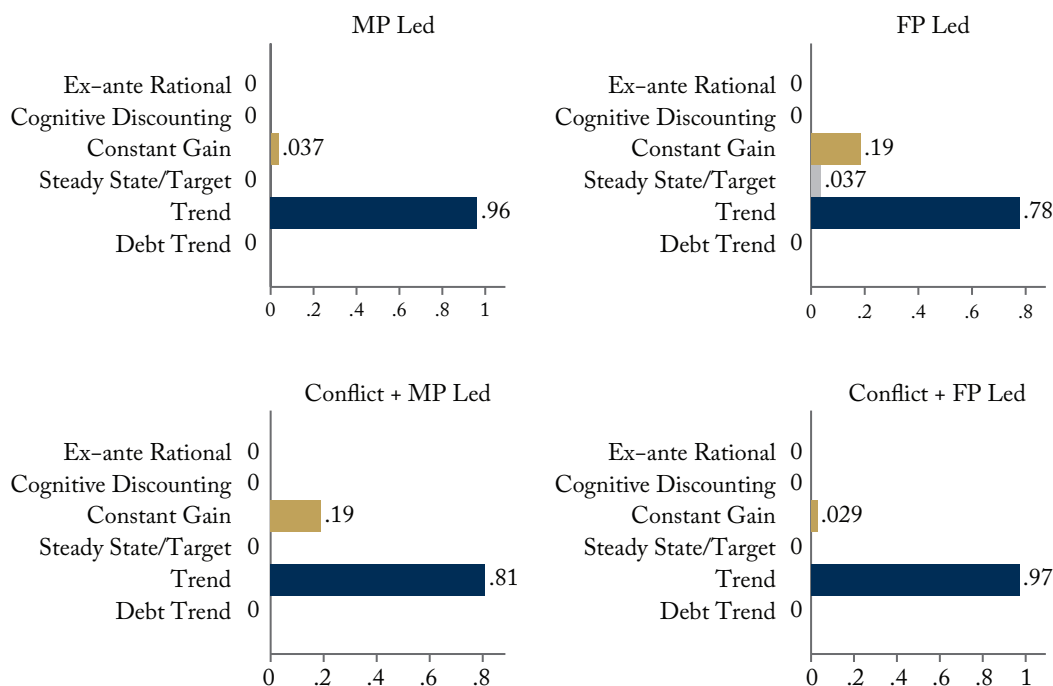 MP Led
Ex-ante Rational 0
Cognitive Discounting 0
Constant Gain .037
Steady State/Target 0
Trend .96
Debt Trend 0
0 .2 .4 .6 .8 1
FP Led
Ex-ante Rational 0
Cognitive Discounting 0
Constant Gain .19
Steady State/Target .037
Trend .78
Debt Trend 0
0 .2 .4 .6 .8
Conflict + MP Led
Ex-ante Rational 0
Cognitive Discounting 0
Constant Gain .19
Steady State/Target 0
Trend .81
Debt Trend 0
0 .2 .4 .6 .8
Conflict + FP Led
Ex-ante Rational 0
Cognitive Discounting 0
Constant Gain .029
Steady State/Target 0
Trend .97
Debt Trend 0
0 .2 .4 .6 .8 1